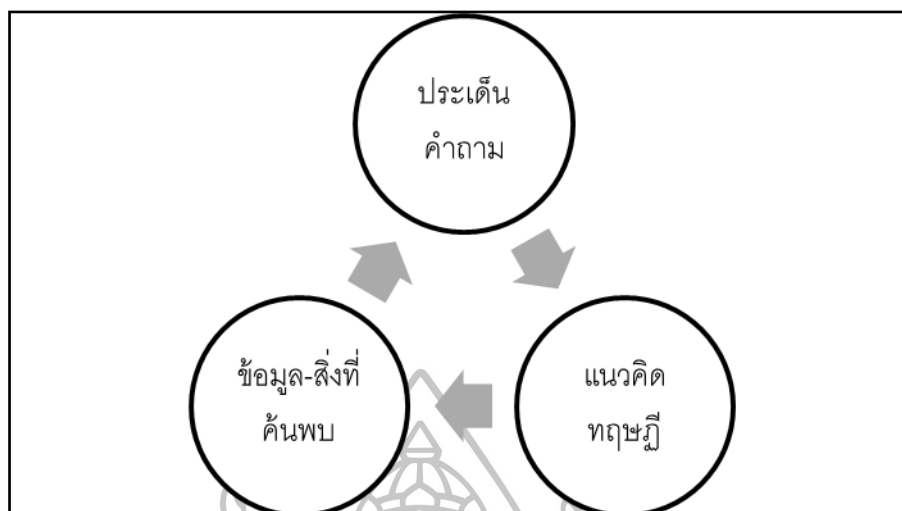 ประเด็น
คำถาม
ข้อมูล-สิ่งที่
ค้นพบ
แนวคิด
ทฤษฏี